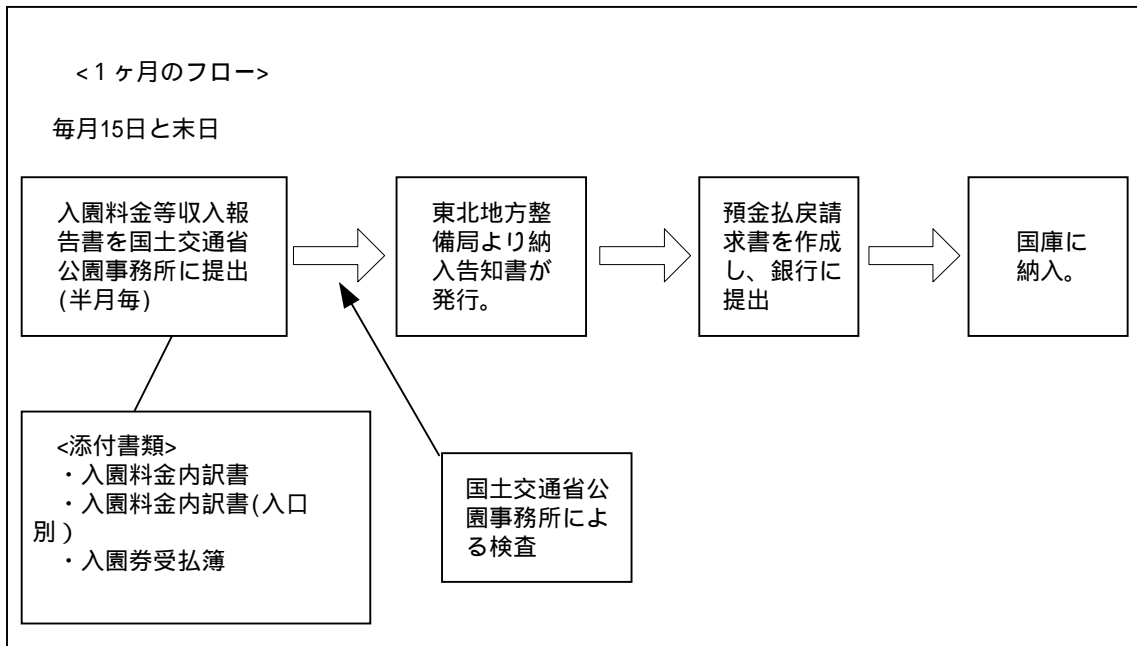 <１ヶ月のフロー>
毎月15日と末日
入園料金等収入報
告書を国土交通省
公園事務所に提出
(半月毎)
東北地方整
備局より納
入告知書が
発行。
預金払戻請
求書を作成
し、銀行に
提出
国庫に
納入。
<添付書類>
・入園料金内訳書
・入園料金内訳書(入口
別）
・入園券受払簿
国土交通省公
園事務所によ
る検査